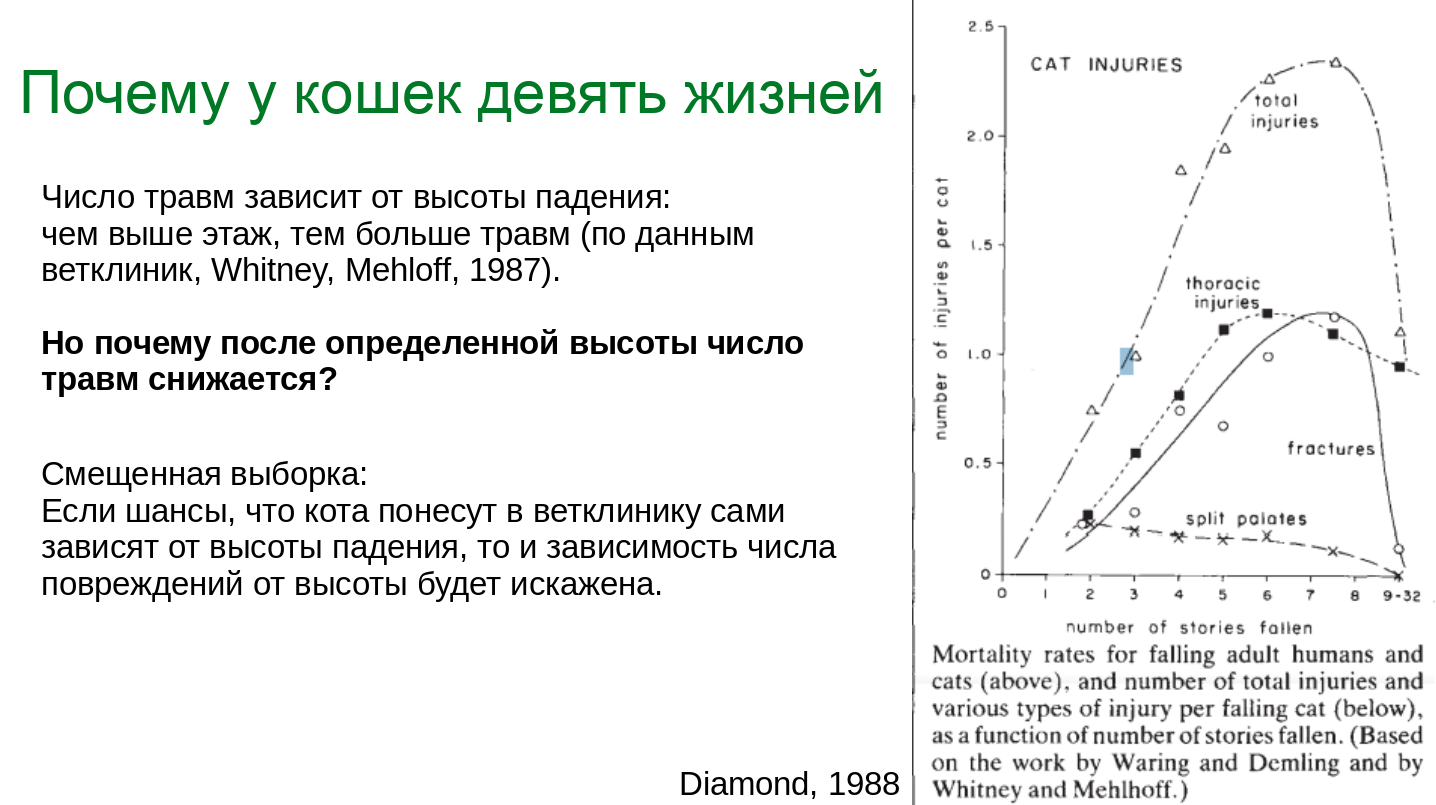 Почему у кошек девять жизней
Число травм зависит от высоты падения:
чем выше этаж, тем больше травм (по данным
ветклиник, Whitney, Mehloff, 1987).
Но почему после определенной высоты число
травм снижается?
Смещенная выборка:
Если шансы, что кота понесут в ветклинику сами
зависят от высоты падения, то и зависимость числа
повреждений от высоты будет искажена.
Diamond, 1988
2.5
CAT INJURIES
total
injuries
2.0
number of injuries per cat
1.5
thoracic
injuries
1.0
fractures
0.5
split palates
0
0 1 2 3 4 5 6 7 8 9-32
number of stories fallen
Mortality rates for falling adult humans and
cats (above), and number of total injuries and
various types of injury per falling cat (below),
as a function of number of stories fallen. (Based
on the work by Waring and Demling and by
Whitney and Mehlhoff.)